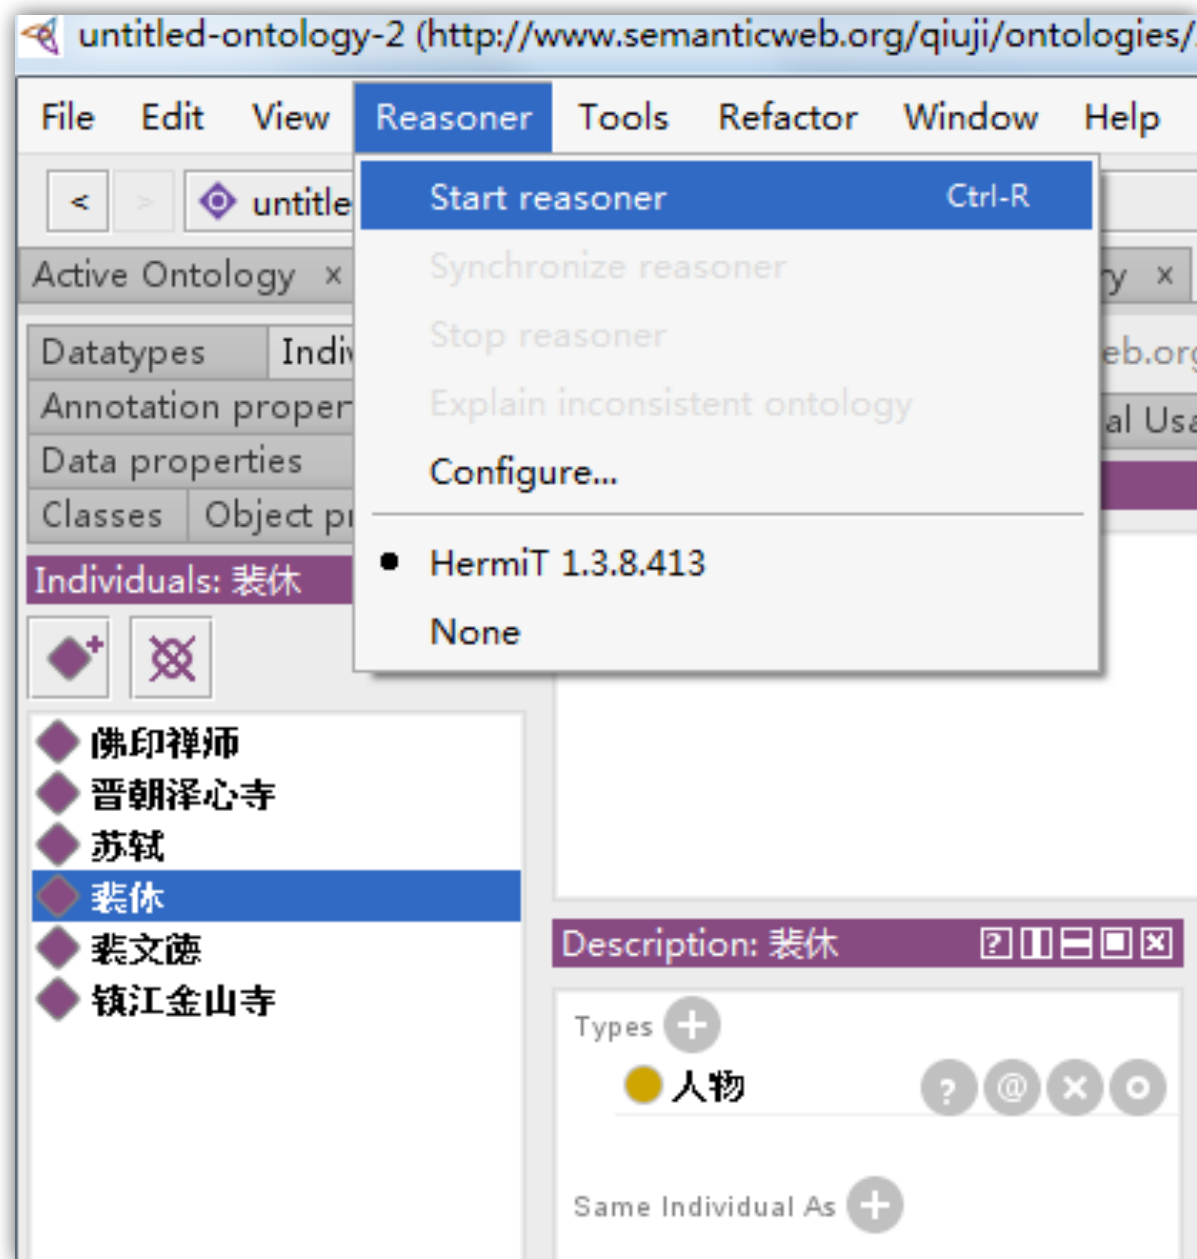 untitled-ontology-2 (http://www.semanticweb.org/qiuji/ontologies/
File Edit View Reasoner Tools Refactor Window Help
< > untitle
Start reasoner Ctrl-R
Active Ontology × ry ×
Synchronize reasoner
Stop reasoner
Datatypes Indiv eb.org
Annotation proper al Usa
Explain inconsistent ontology
Data properties
Configure...
Classes Object pr
HermiT 1.3.8.413
None
Individuals: 裴休
佛印禅师
晋朝泽心寺
苏轼
裴休
裴文德
镇江金山寺
Description: 裴休
Types
人物
Same Individual As